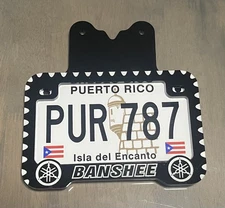 PUERTO RICO
PUR 787
Isla del Encanto
BANSHEE